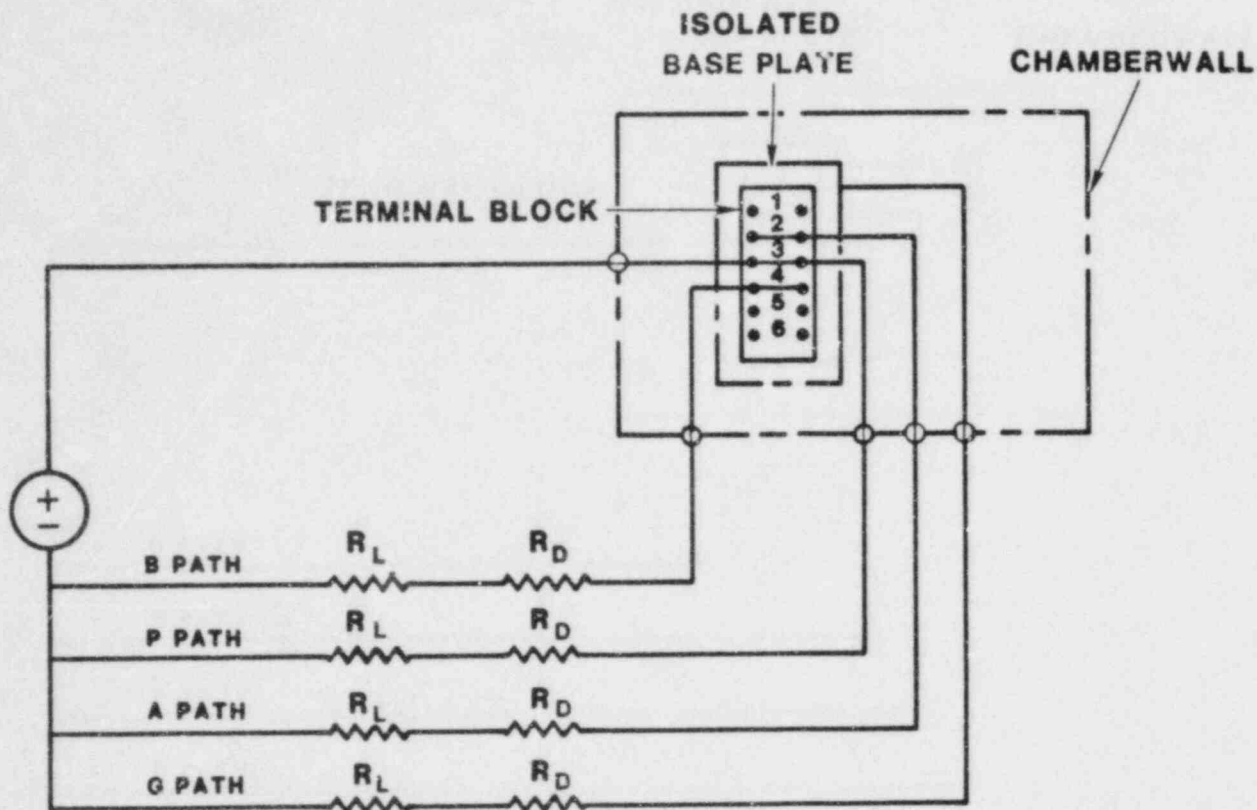 ISOLATED
BASE PLATE
CHAMBERWALL
TERMINAL BLOCK
1
2
3
4
5
6
+
−
B PATH
R_L
R_D
P PATH
R_L
R_D
A PATH
R_L
R_D
G PATH
R_L
R_D